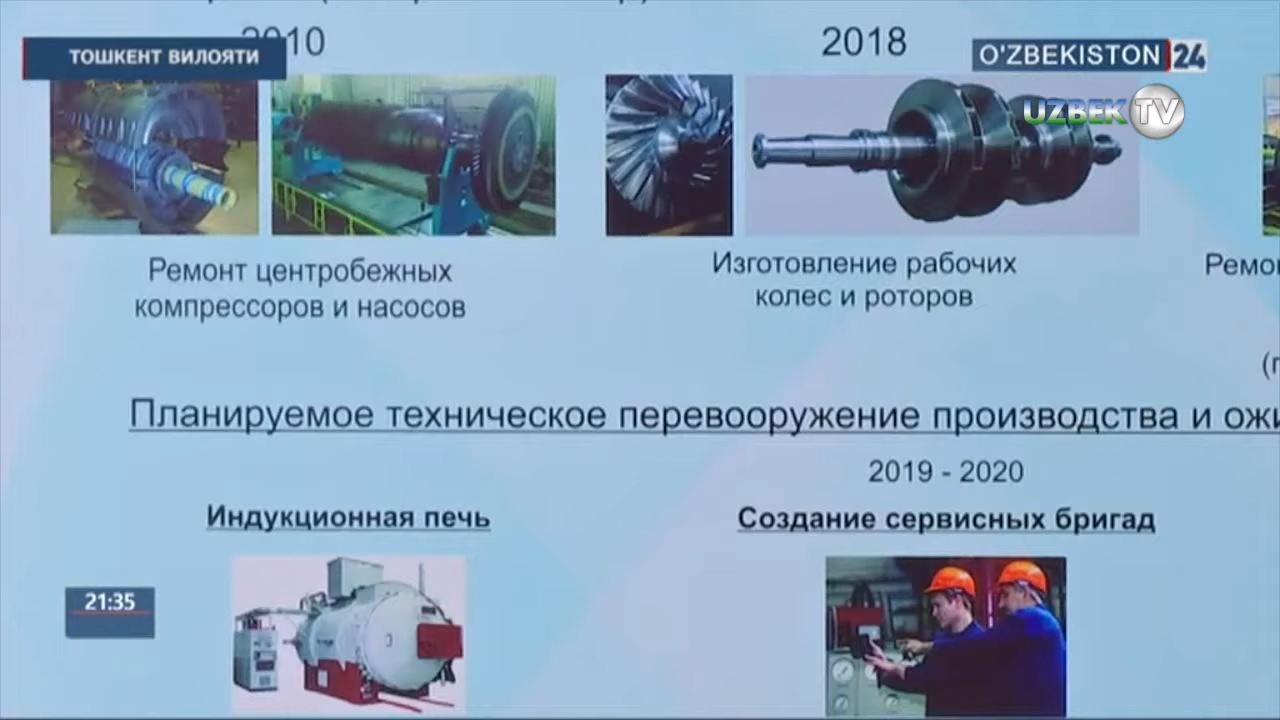 2010
2018
ТОШКЕНТ ВИЛОЯТИ
O'ZBEKISTON 24
UZBEK TV
Ремонт центробежных
компрессоров и насосов
Изготовление рабочих
колес и роторов
Планируемое техническое перевооружение производства и
2019 - 2020
Индукционная печь
Создание сервисных бригад
21:35